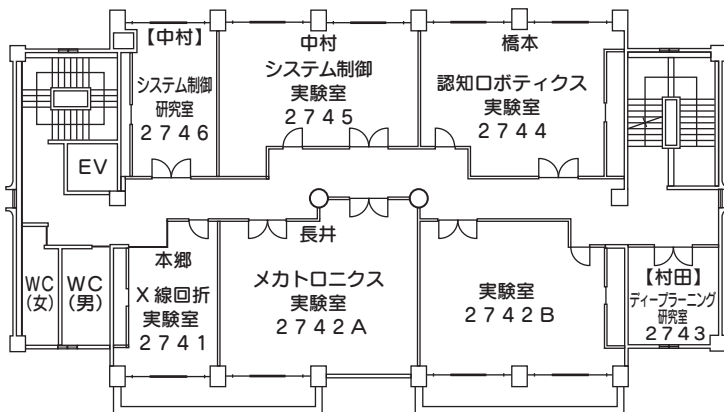 【中村】
システム制御
研究室
2746
中村
システム制御
実験室
2745
橋本
認知ロボティクス
実験室
2744
EV
WC
(女)
WC
(男)
本郷
X線回折
実験室
2741
長井
メカトロニクス
実験室
2742A
実験室
2742B
【村田】
ディープラーニング
研究室
2743